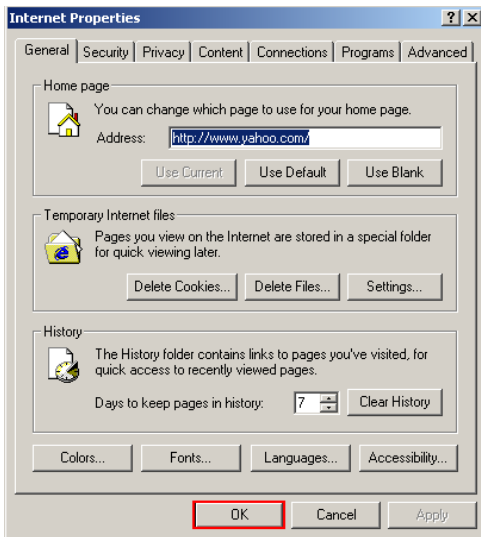 Internet Properties
General Security Privacy Content Connections Programs Advanced
Home page
You can change which page to use for your home page.
Address: http://www.yahoo.com/
Use Current Use Default Use Blank
Temporary Internet files
Pages you view on the Internet are stored in a special folder
for quick viewing later.
Delete Cookies... Delete Files... Settings...
History
The History folder contains links to pages you've visited, for
quick access to recently viewed pages.
Days to keep pages in history: 7 Clear History
Colors... Fonts... Languages... Accessibility...
OK Cancel Apply